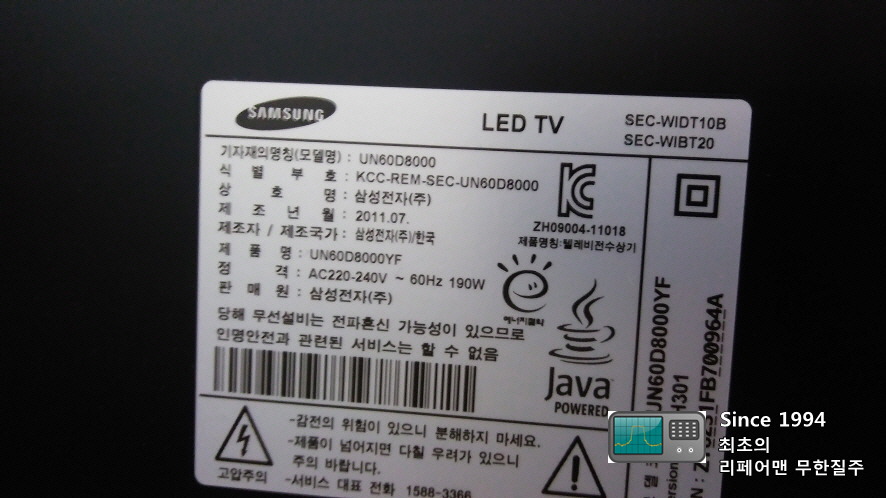 SAMSUNG
LED TV
SEC-WIDT10B
SEC-WIBT20
기자재의명칭(모델명) : UN60D8000
식 별 부 호 : KCC-REM-SEC-UN60D8000
상 호 명 : 삼성전자(주)
제 조 년 월 : 2011.07.
제조자 / 제조국가: 삼성전자(주)/한국
제 품 명 : UN60D8000YF
정 격 : AC220-240V ~ 60Hz 190W
판 매 원 : 삼성전자(주)
당해 무선설비는 전파혼신 가능성이 있으므로
인명안전과 관련된 서비스는 할 수 없음
ZH09004-11018
제품명칭:텔레비전수상기
에너지절약
Java
POWERED
고압주의
-감전의 위험이 있으니 분해하지 마세요.
-제품이 넘어지면 다칠 우려가 있으니
주의 바랍니다.
-서비스 대표 전화 1588-3366
UN60D8000YF
H301
FB700964A
Since 1994
최초의
리페어맨 무한질주